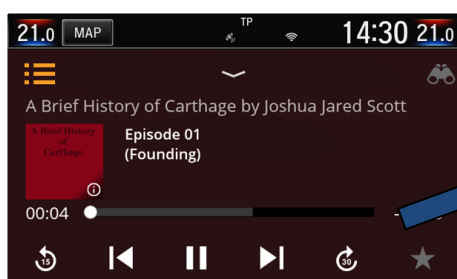 TP
21.0 MAP 14:30 21.0
A Brief History of Carthage by Joshua Jared Scott
A Brief History
of
Carthage
Episode 01
(Founding)
00:04
15 30